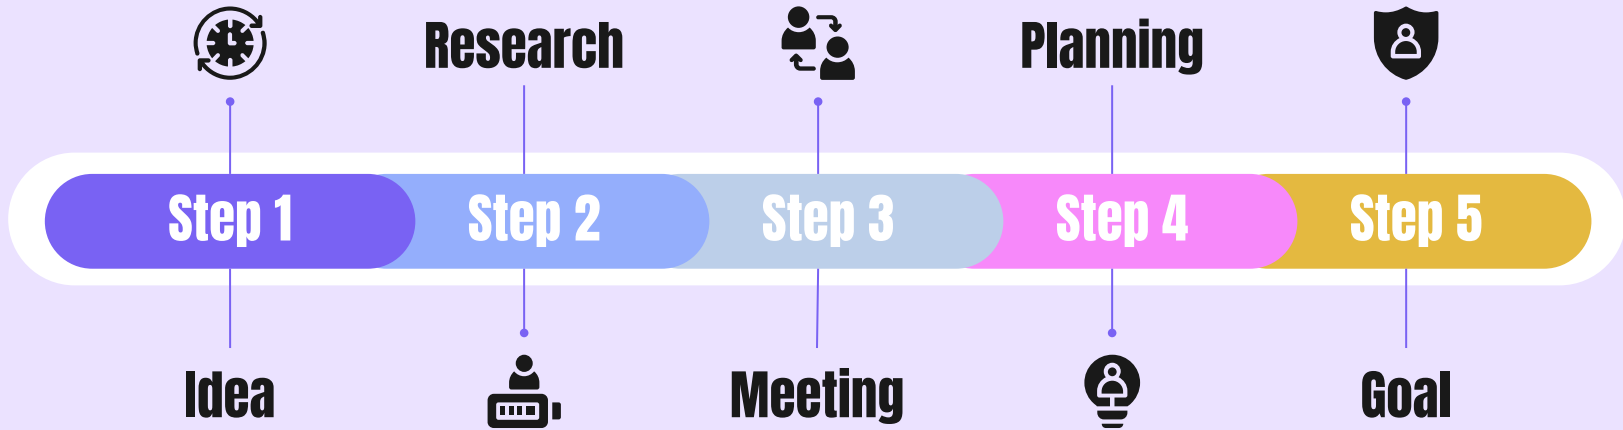 Research
Planning
Step 1
Step 2
Step 3
Step 4
Step 5
Idea
Meeting
Goal